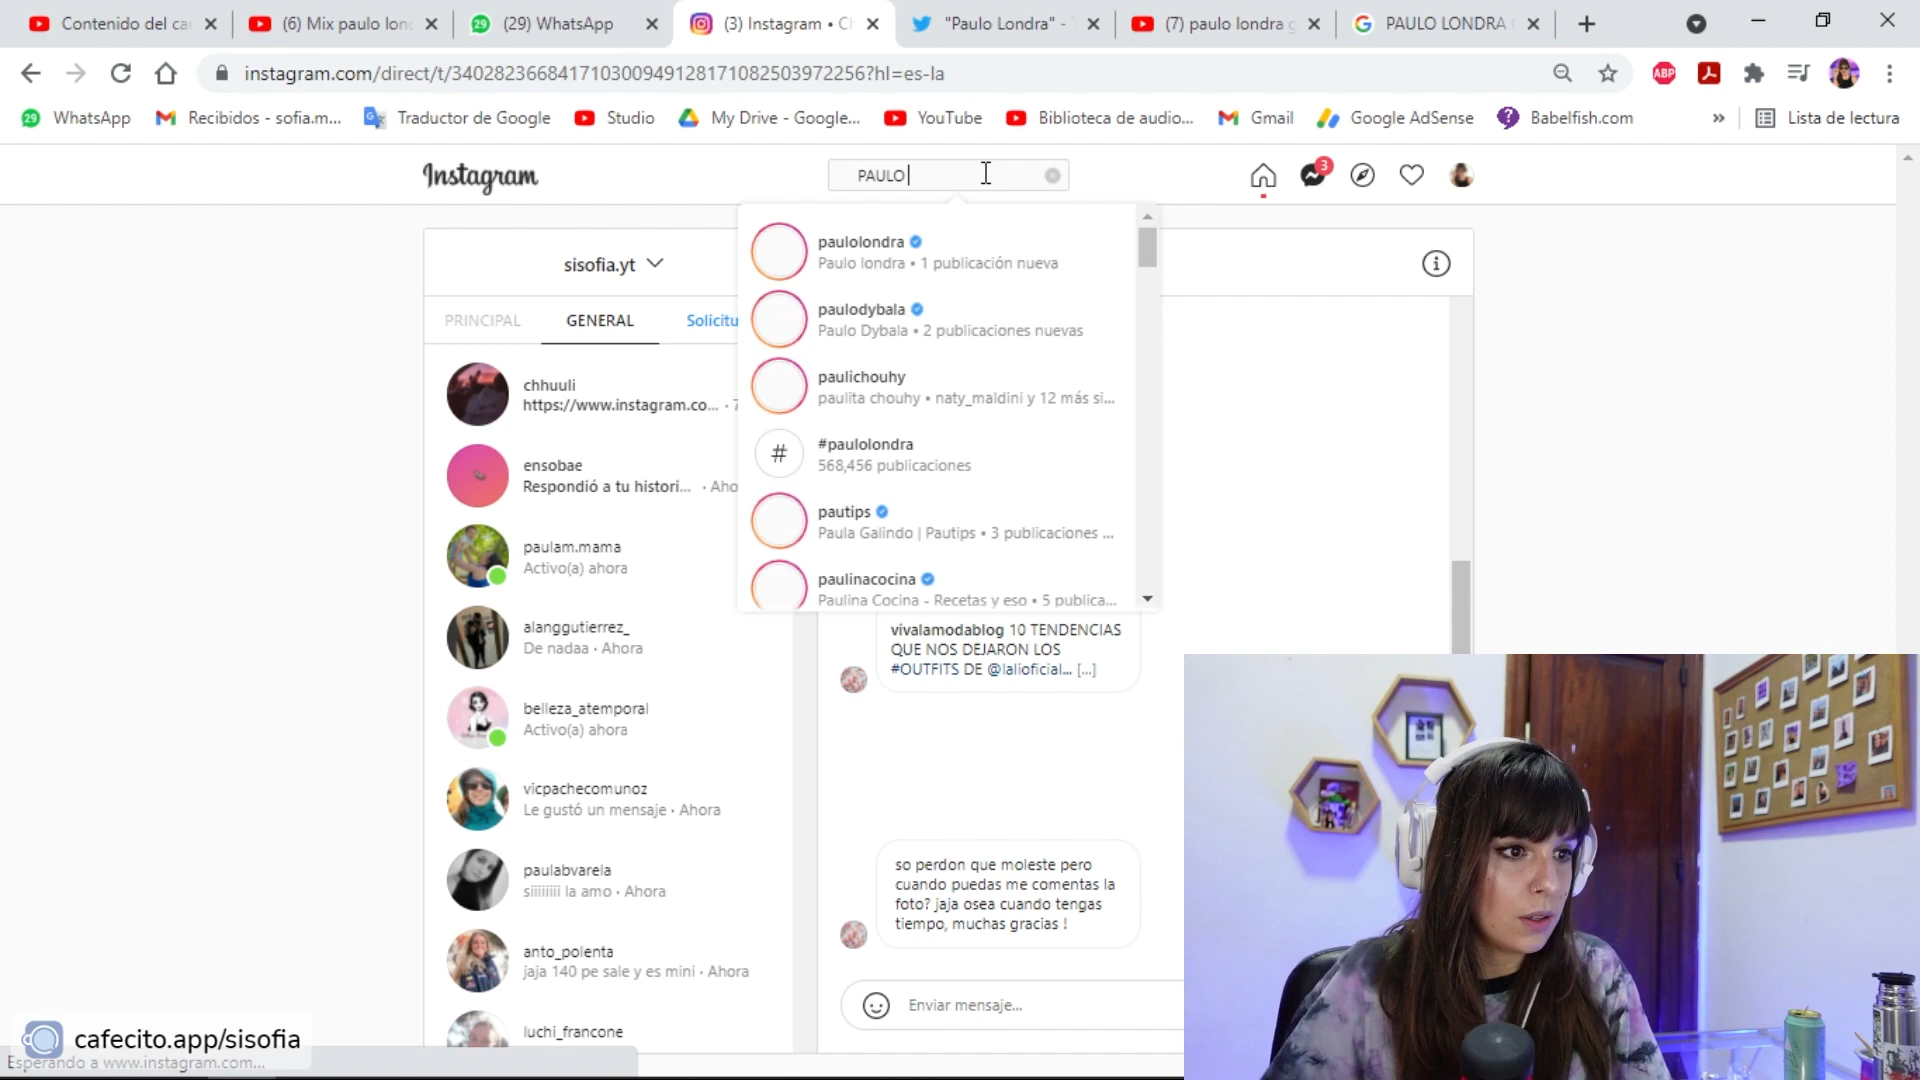 Contenido del ca
(6) Mix paulo lon
(29) WhatsApp
(3) Instagram • C
"Paulo Londra" -
(7) paulo londra g
PAULO LONDRA
instagram.com/direct/t/340282366841710300949128171082503972256?hl=es-la
ABP
29 WhatsApp
Recibidos - sofia.m...
Traductor de Google
Studio
My Drive - Google...
YouTube
Biblioteca de audio...
Gmail
Google AdSense
Babelfish.com
»
Lista de lectura
Instagram
PAULO
3
sisofia.yt
PRINCIPAL
GENERAL
Solicitu
paulolondra
Paulo londra • 1 publicación nueva
paulodybala
Paulo Dybala • 2 publicaciones nuevas
paulichouhy
paulita chouhy • naty_maldini y 12 más si...
# #paulolondra
568,456 publicaciones
pautips
Paula Galindo | Pautips • 3 publicaciones ...
paulinacocina
Paulina Cocina - Recetas y eso • 5 publica...
chhuuli
https://www.instagram.co... · 7
ensobae
Respondió a tu histori... · Aho
paulam.mama
Activo(a) ahora
alanggutierrez_
De nadaa · Ahora
belleza_atemporal
Activo(a) ahora
vicpachecomunoz
Le gustó un mensaje · Ahora
paulabvarela
siiiiiiii la amo · Ahora
anto_polenta
jaja 140 pe sale y es mini · Ahora
luchi_francone
vivalamodablog 10 TENDENCIAS
QUE NOS DEJARON LOS
#OUTFITS DE @lalioficial... [...]
so perdon que moleste pero
cuando puedas me comentas la
foto? jaja osea cuando tengas
tiempo, muchas gracias !
Enviar mensaje...
cafecito.app/sisofia
Esperando a www.instagram.com...